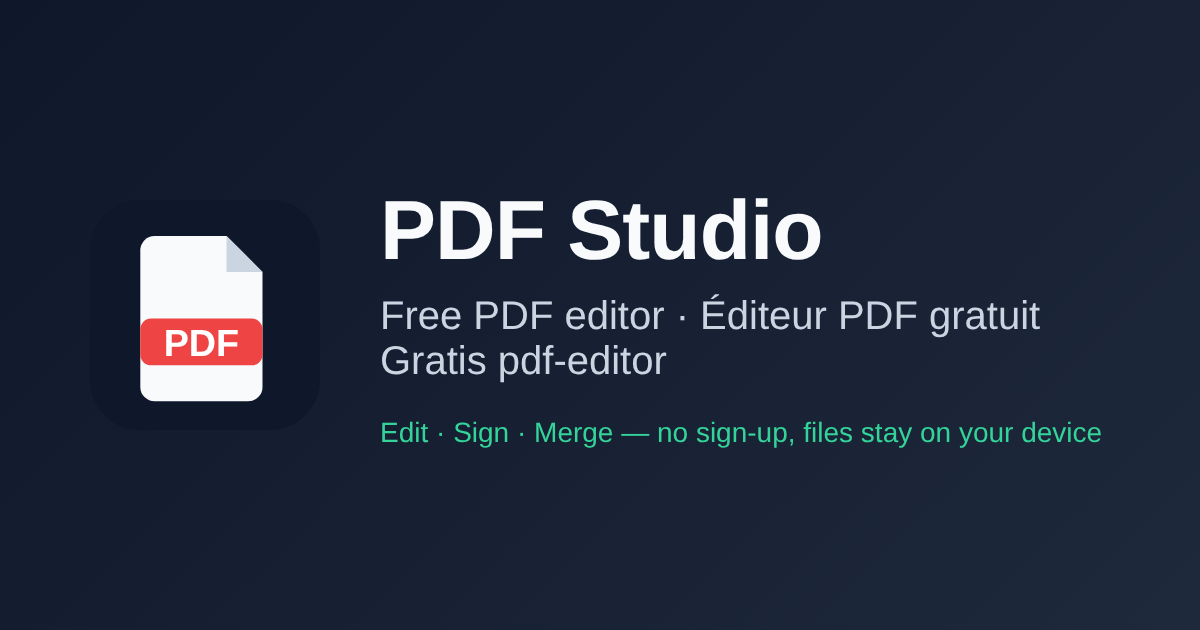 PDF
PDF Studio
Free PDF editor · Éditeur PDF gratuit
Gratis pdf-editor
Edit · Sign · Merge — no sign-up, files stay on your device